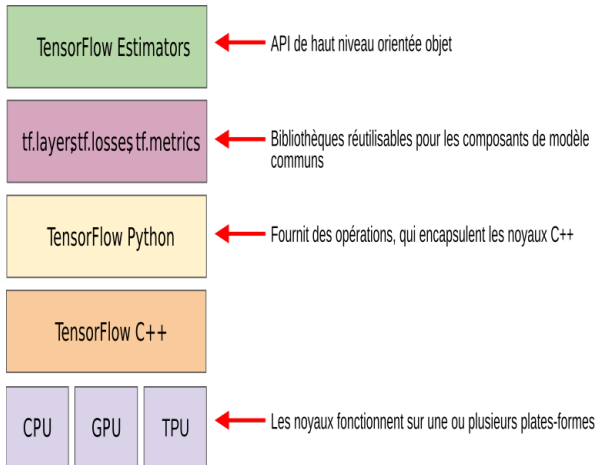 TensorFlow Estimators
API de haut niveau orientée objet
tf.layers, tf.losses, tf.metrics
Bibliothèques réutilisables pour les composants de modèle
communs
TensorFlow Python
Fournit des opérations, qui encapsulent les noyaux C++
TensorFlow C++
CPU
GPU
TPU
Les noyaux fonctionnent sur une ou plusieurs plates-formes